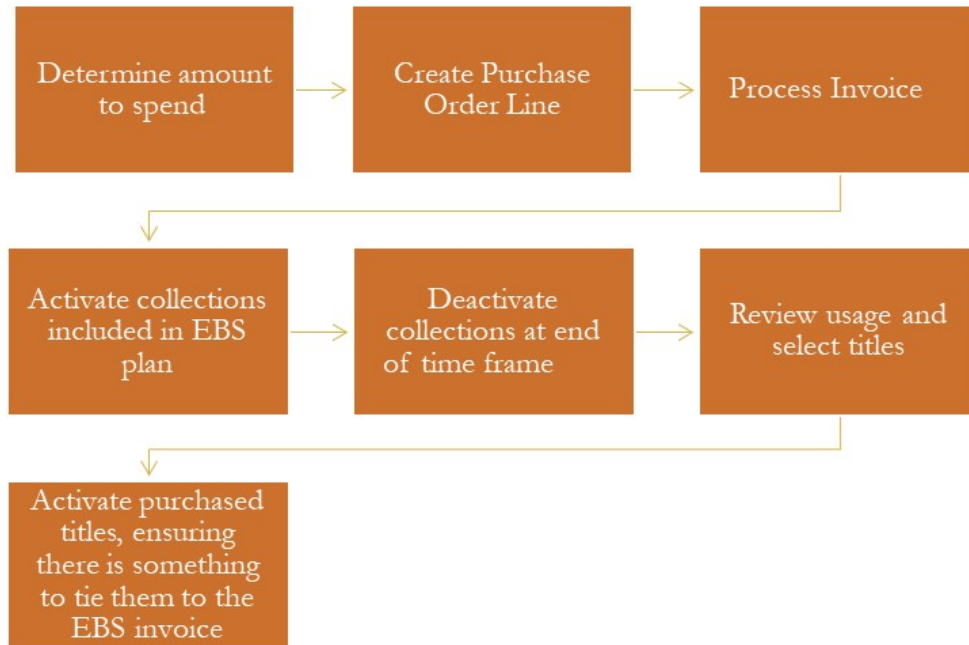 Determine amount
to spend
Create Purchase
Order Line
Process Invoice
Activate collections
included in EBS
plan
Deactivate
collections at end
of time frame
Review usage and
select titles
Activate purchased
titles, ensuring
there is something
to tie them to the
EBS invoice